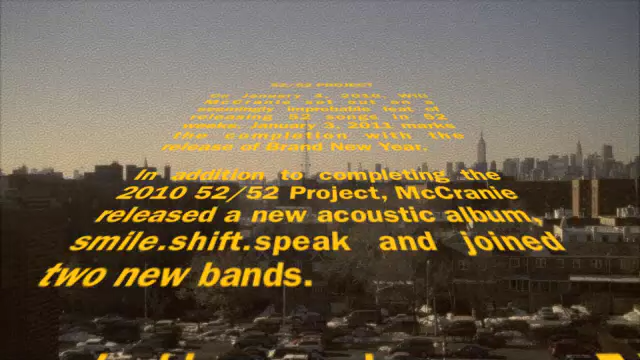 52/52 PROJECT
On January 4, 2010, Will
McCranie set out on a
seemingly improbable feat of
releasing 52 songs in 52
weeks. January 3, 2011 marks
the completion with the
release of Brand New Year.
In addition to completing the
2010 52/52 Project, McCranie
released a new acoustic album,
smile.shift.speak and joined
two new bands.